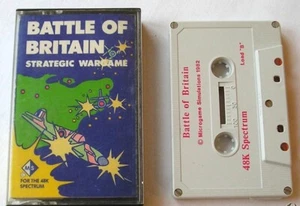 BATTLE OF
BRITAIN
STRATEGIC WARGAME
FOR THE 48K
SPECTRUM
Battle of Britain
© Microgame Simulations 1982
48K Spectrum
Load "B"